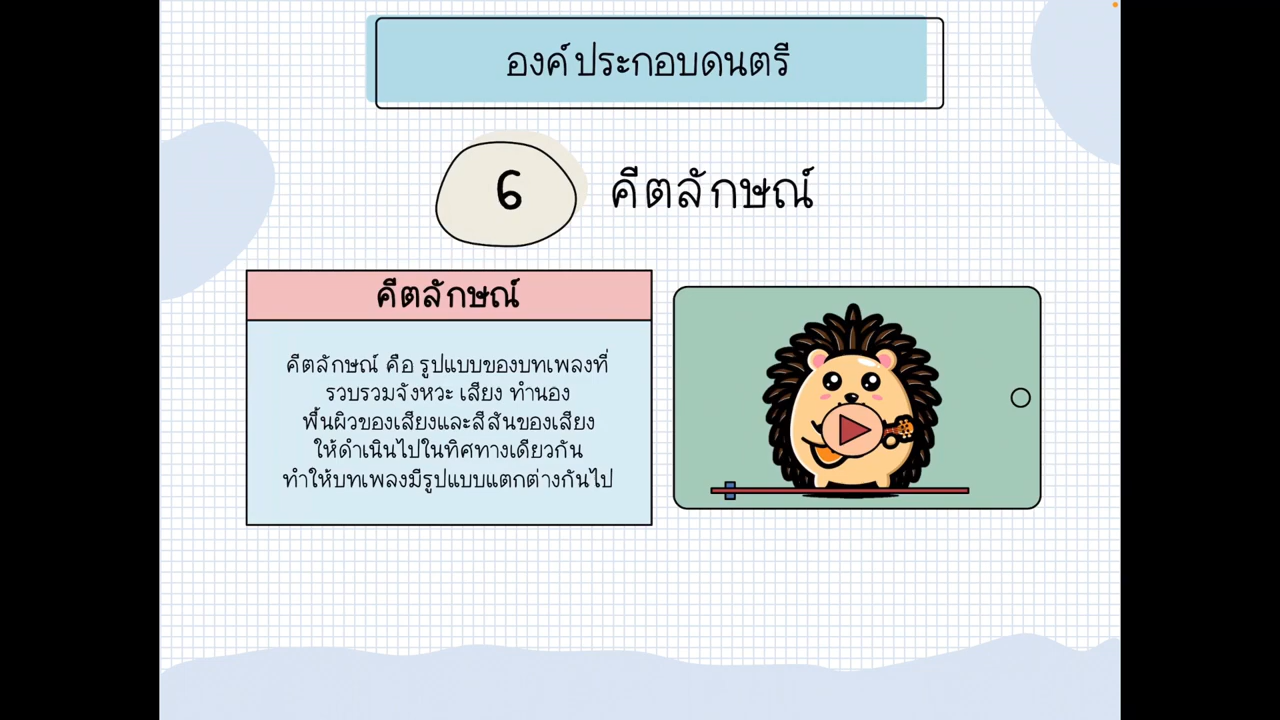 องค์ประกอบดนตรี
6
คีตลักษณ์
คีตลักษณ์
คีตลักษณ์ คือ รูปแบบของบทเพลงที่
รวบรวมจังหวะ เสียง ทำนอง
พื้นผิวของเสียงและสีสันของเสียง
ให้ดำเนินไปในทิศทางเดียวกัน
ทำให้บทเพลงมีรูปแบบแตกต่างกันไป